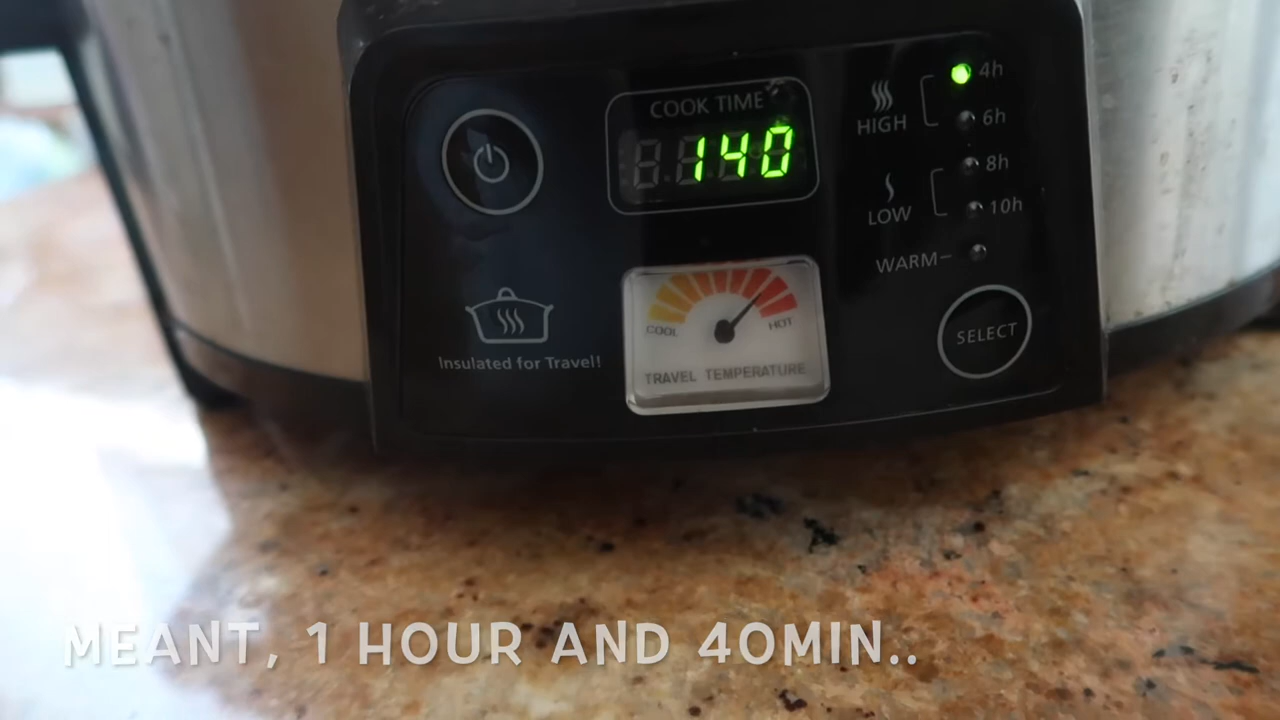 COOK TIME
140
HIGH
4h
6h
LOW
8h
10h
WARM
SELECT
Insulated for Travel!
COOL
HOT
TRAVEL TEMPERATURE
MEANT, 1 HOUR AND 40MIN..